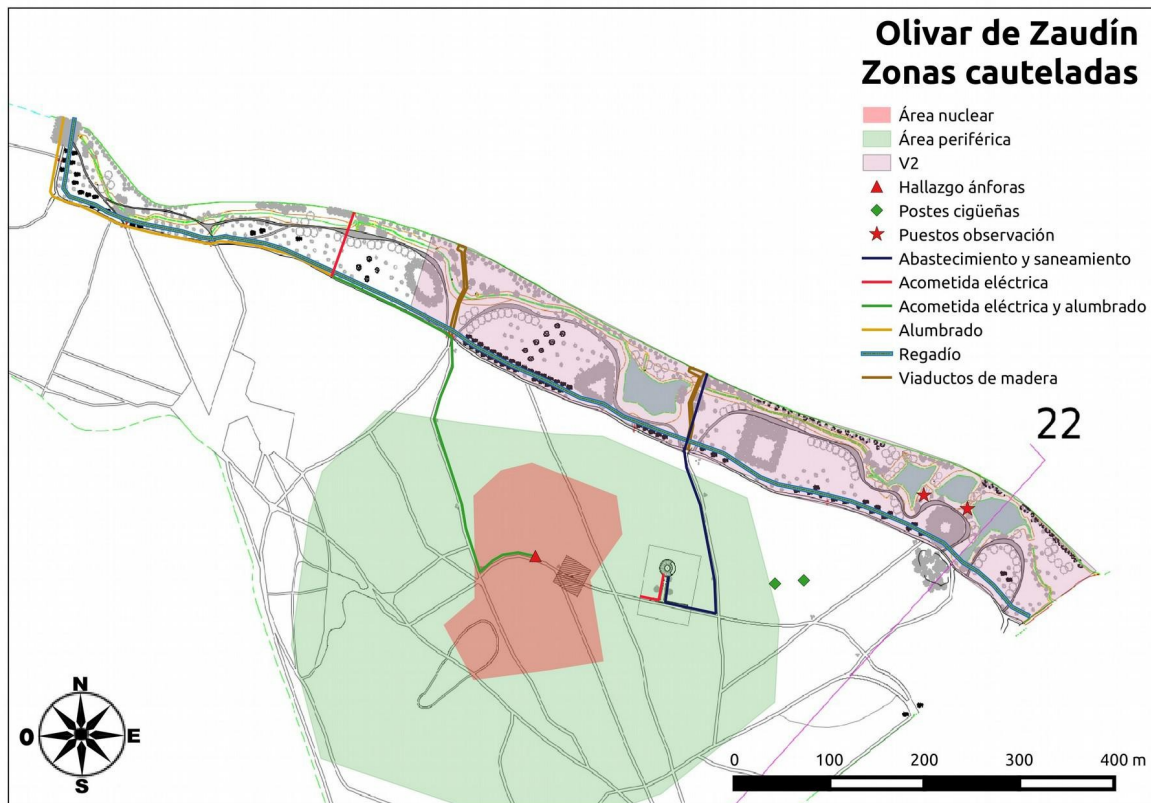 Olivar de Zaudín
Zonas cauteladas
Área nuclear
Área periférica
V2
Hallazgo ánforas
Postes cigüeñas
Puestos observación
Abastecimiento y saneamiento
Acometida eléctrica
Acometida eléctrica y alumbrado
Alumbrado
Regadío
Viaductos de madera
22
N
O E
S
0 100 200 300 400 m